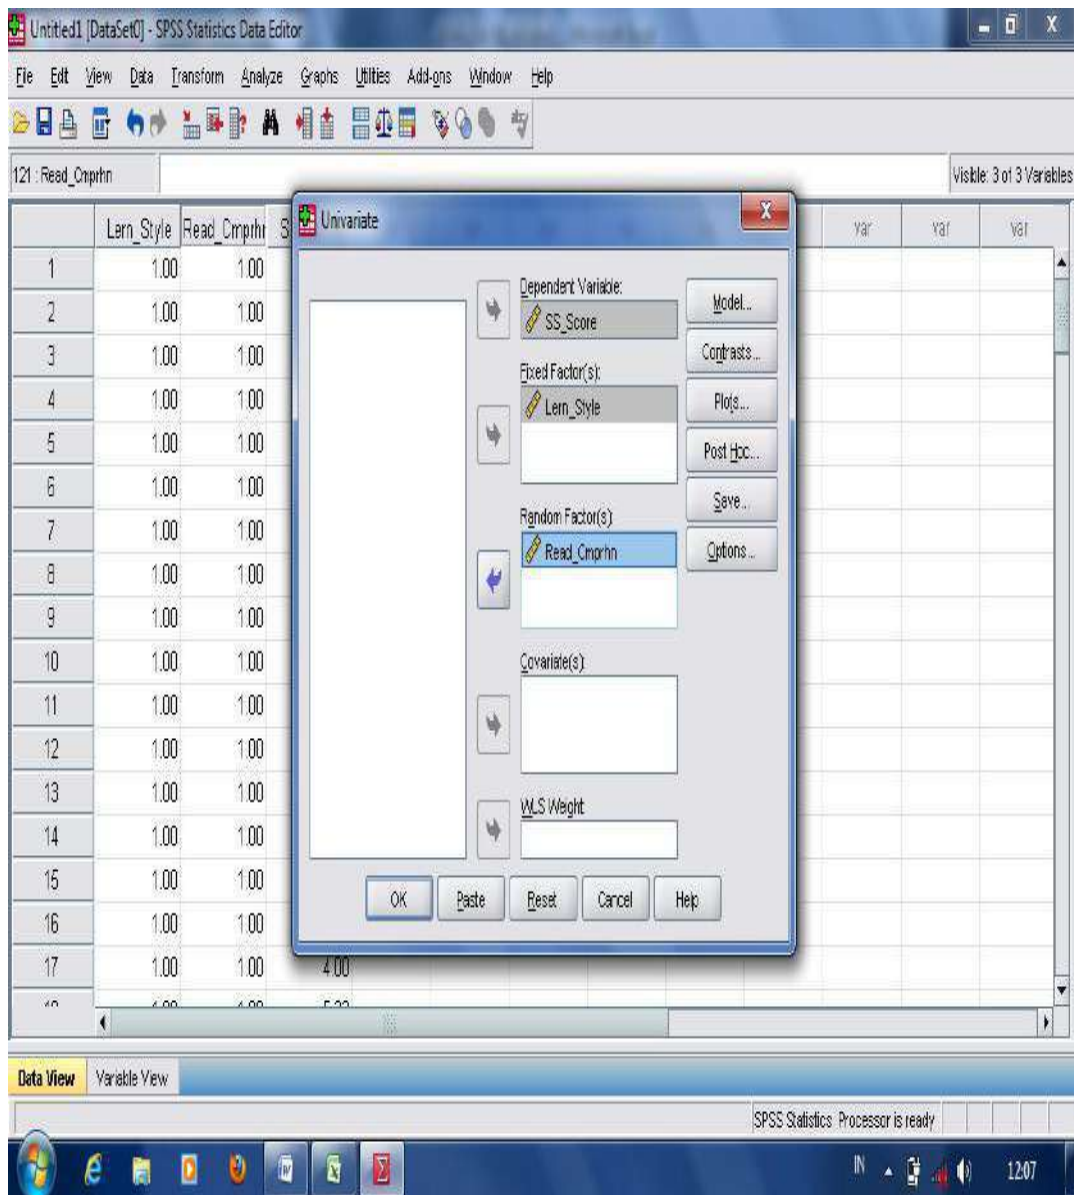 Untitled1 [DataSet0] - SPSS Statistics Data Editor
File Edit View Data Transform Analyze Graphs Utilities Add-ons Window Help
121 : Read_Cmprhn
Visible: 3 of 3 Variables
Lern_Style Read_Cmprhr S var var var
Univariate
1 1.00 1.00
2 1.00 1.00
3 1.00 1.00
4 1.00 1.00
5 1.00 1.00
6 1.00 1.00
7 1.00 1.00
8 1.00 1.00
9 1.00 1.00
10 1.00 1.00
11 1.00 1.00
12 1.00 1.00
13 1.00 1.00
14 1.00 1.00
15 1.00 1.00
16 1.00 1.00
17 1.00 1.00 4.00
Dependent Variable:
SS_Score
Fixed Factor(s):
Lern_Style
Random Factor(s):
Read_Cmprhn
Covariate(s):
WLS Weight:
Model...
Contrasts...
Plots...
Post Hoc...
Save...
Options...
OK Paste Reset Cancel Help
Data View Variable View
SPSS Statistics Processor is ready
IN 12:07